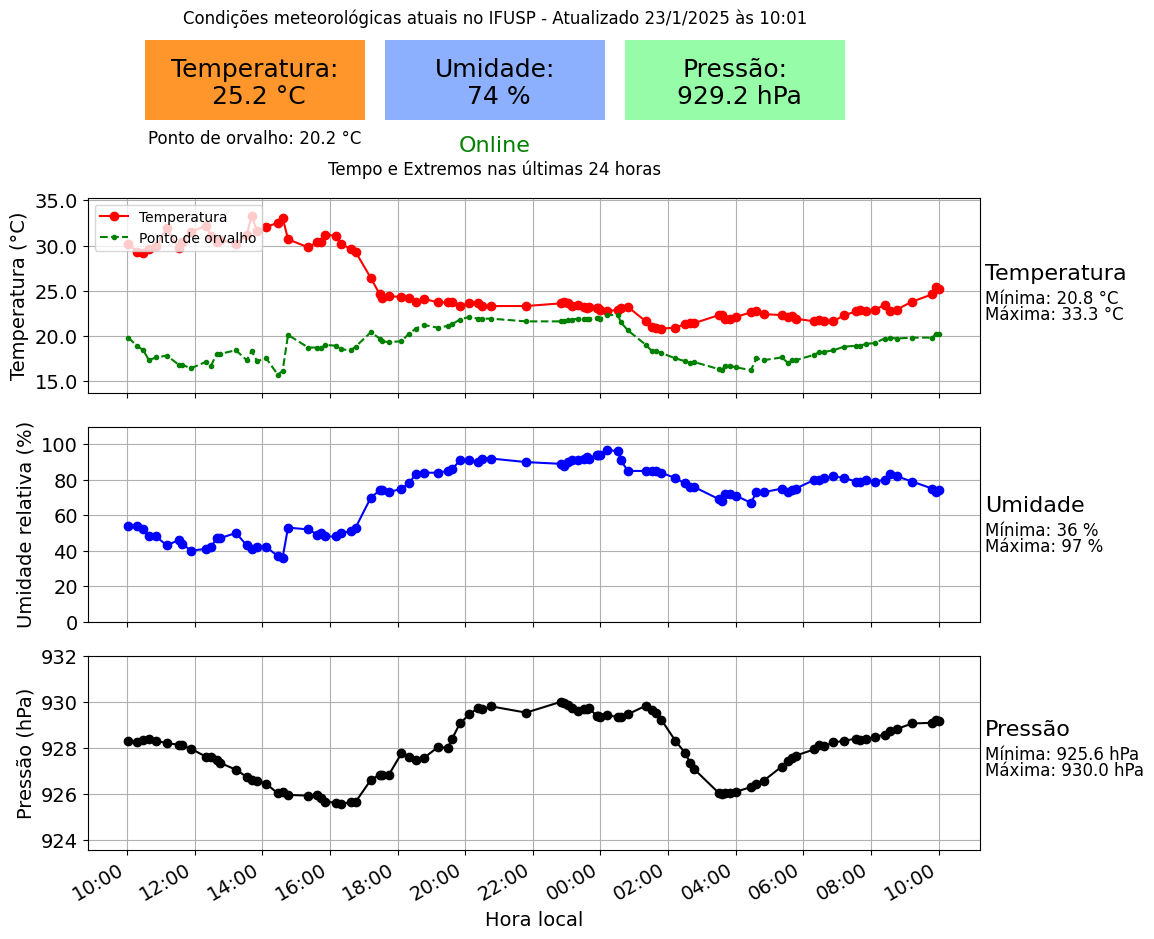 Condições meteorológicas atuais no IFUSP - Atualizado 23/1/2025 às 10:01
Temperatura:
25.2 °C
Umidade:
74 %
Pressão:
929.2 hPa
Ponto de orvalho: 20.2 °C
Online
Tempo e Extremos nas últimas 24 horas
Temperatura (°C)
35.0
30.0
25.0
20.0
15.0
Temperatura
Ponto de orvalho
Temperatura
Mínima: 20.8 °C
Máxima: 33.3 °C
Umidade relativa (%)
100
80
60
40
20
0
Umidade
Mínima: 36 %
Máxima: 97 %
Pressão (hPa)
932
930
928
926
924
Pressão
Mínima: 925.6 hPa
Máxima: 930.0 hPa
10:00
12:00
14:00
16:00
18:00
20:00
22:00
00:00
02:00
04:00
06:00
08:00
10:00
Hora local